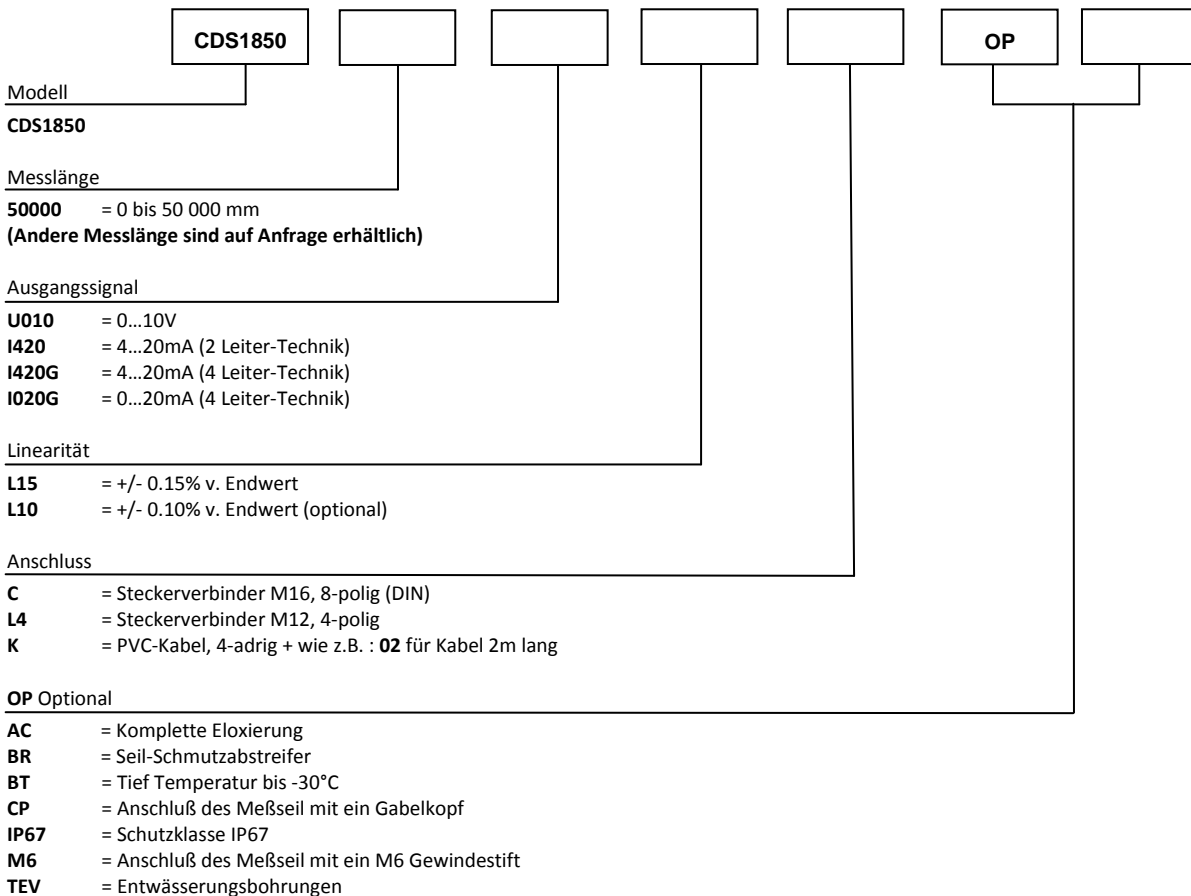 CDS1850 OP
Modell
CDS1850
Messlänge
50000 = 0 bis 50 000 mm
(Andere Messlänge sind auf Anfrage erhältlich)
Ausgangssignal
U010 = 0...10V
I420 = 4...20mA (2 Leiter-Technik)
I420G = 4...20mA (4 Leiter-Technik)
I020G = 0...20mA (4 Leiter-Technik)
Linearität
L15 = +/- 0.15% v. Endwert
L10 = +/- 0.10% v. Endwert (optional)
Anschluss
C = Steckerverbinder M16, 8-polig (DIN)
L4 = Steckerverbinder M12, 4-polig
K = PVC-Kabel, 4-adrig + wie z.B. : 02 für Kabel 2m lang
OP Optional
AC = Komplette Eloxierung
BR = Seil-Schmutzabstreifer
BT = Tief Temperatur bis -30°C
CP = Anschluß des Meßseil mit ein Gabelkopf
IP67 = Schutzklasse IP67
M6 = Anschluß des Meßseil mit ein M6 Gewindestift
TEV = Entwässerungsbohrungen